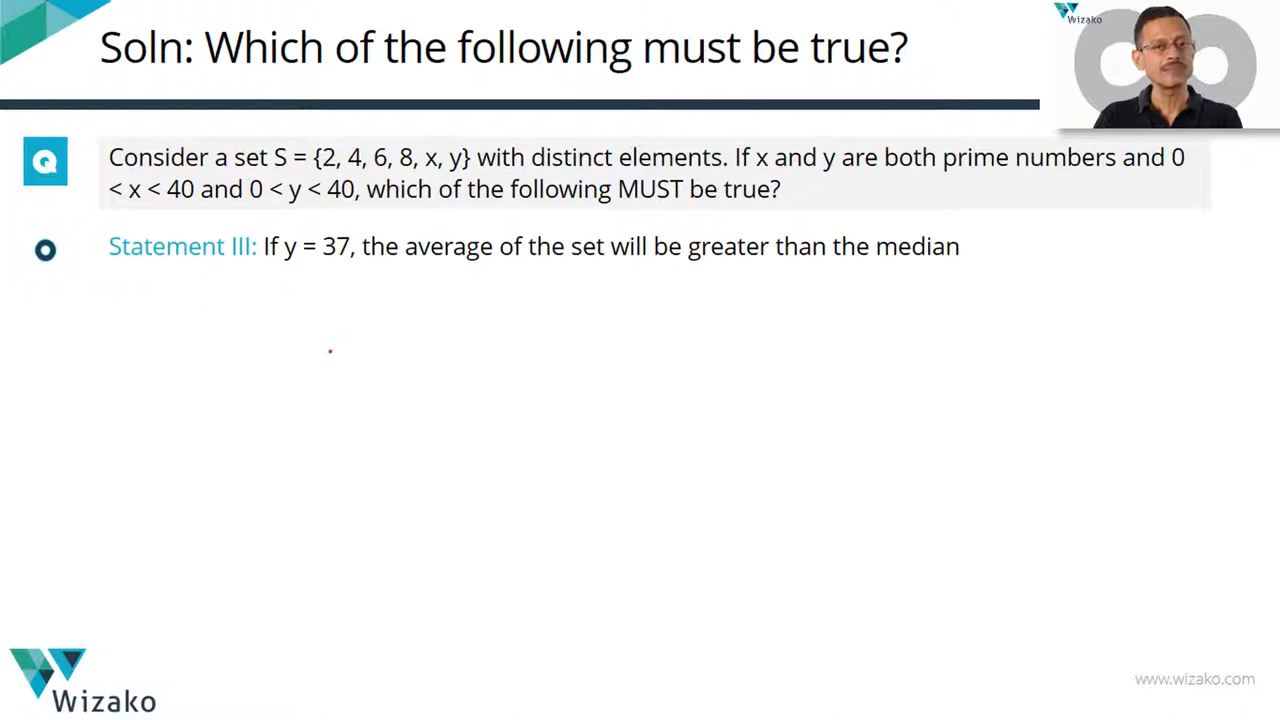 Soln: Which of the following must be true?
Wizako
Q
Consider a set S = {2, 4, 6, 8, x, y} with distinct elements. If x and y are both prime numbers and 0
< x < 40 and 0 < y < 40, which of the following MUST be true?
Statement III: If y = 37, the average of the set will be greater than the median
Wizako
www.wizako.com